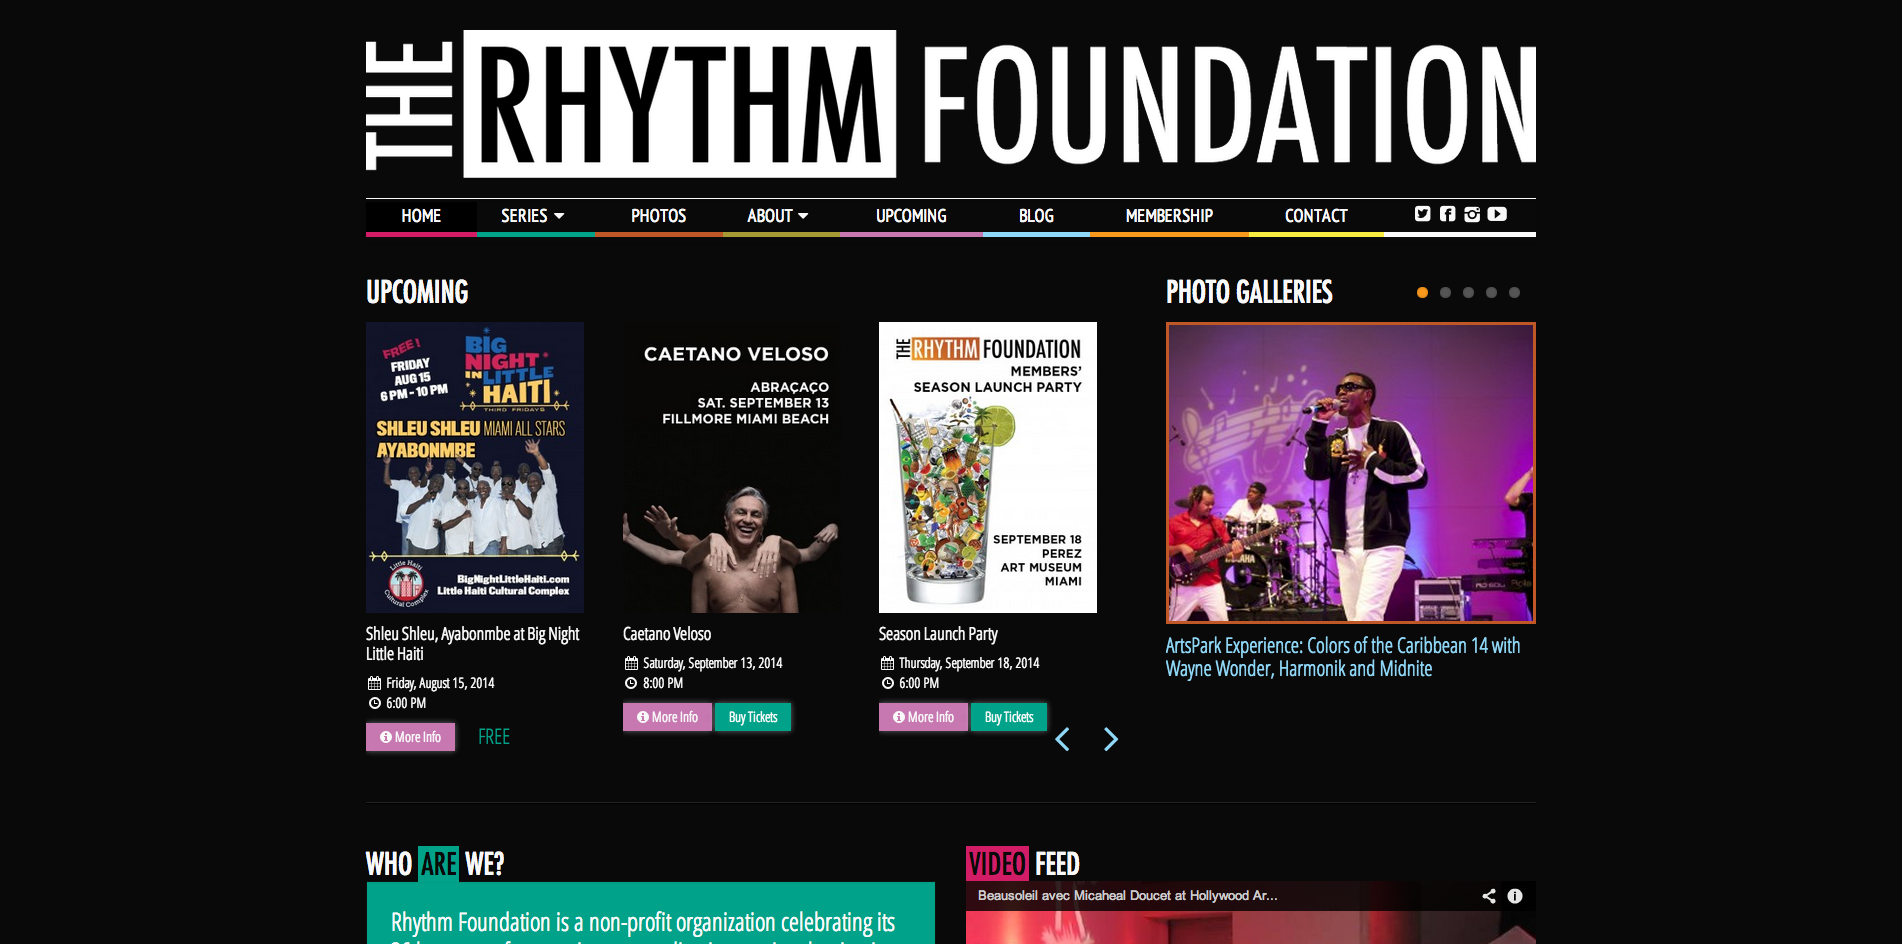 THE RHYTHM FOUNDATION
HOME SERIES PHOTOS ABOUT UPCOMING BLOG MEMBERSHIP CONTACT
UPCOMING
FREE!
FRIDAY
AUG 15
6 PM - 10 PM
BIG
NIGHT
IN LITTLE
HAITI
THIRD FRIDAYS
SHLEU SHLEU MIAMI ALL STARS
AYABONMBE
Little Haiti
Cultural Complex
BigNightLittleHaiti.com
Little Haiti Cultural Complex
Shleu Shleu, Ayabonmbe at Big Night
Little Haiti
Friday, August 15, 2014
6:00 PM
More Info FREE
CAETANO VELOSO
ABRAÇAÇO
SAT. SEPTEMBER 13
FILLMORE MIAMI BEACH
Caetano Veloso
Saturday, September 13, 2014
8:00 PM
More Info Buy Tickets
THE RHYTHM FOUNDATION
MEMBERS'
SEASON LAUNCH PARTY
SEPTEMBER 18
PEREZ
ART MUSEUM
MIAMI
Season Launch Party
Thursday, September 18, 2014
6:00 PM
More Info Buy Tickets
PHOTO GALLERIES
YAMAHA
ArtsPark Experience: Colors of the Caribbean 14 with
Wayne Wonder, Harmonik and Midnite
WHO ARE WE?
Rhythm Foundation is a non-profit organization celebrating its
VIDEO FEED
Beausoleil avec Micaheal Doucet at Hollywood Ar...